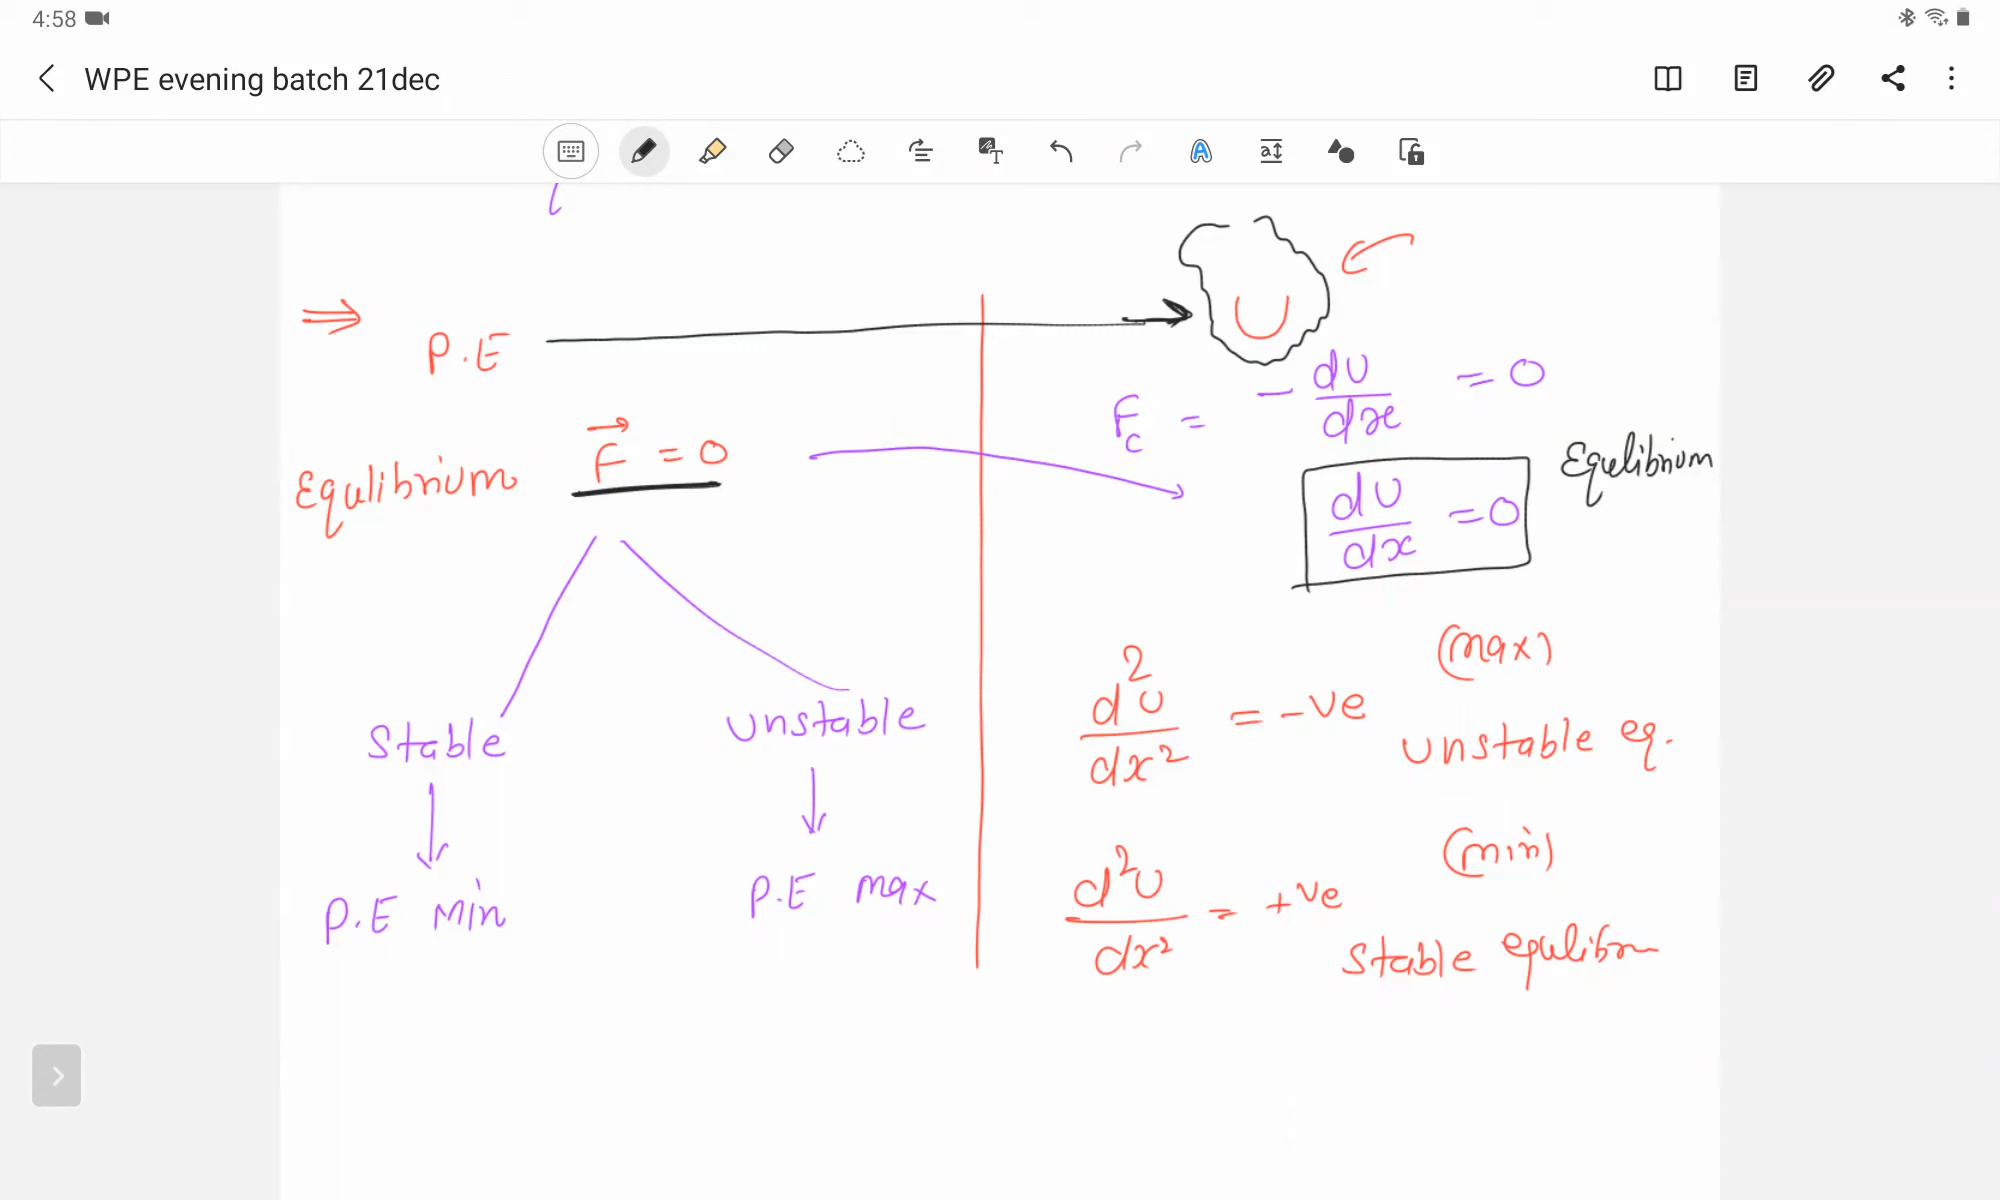 4:58
WPE evening batch 21dec
⇒ P.E → U
F_c = - dU/dx = 0
Equlibrium F⃗ = 0 → dU/dx = 0 Equlibrium
Stable
unstable
P.E min
P.E max
d²U/dx² = -ve (max)
unstable eq.
d²U/dx² = +ve (min)
Stable